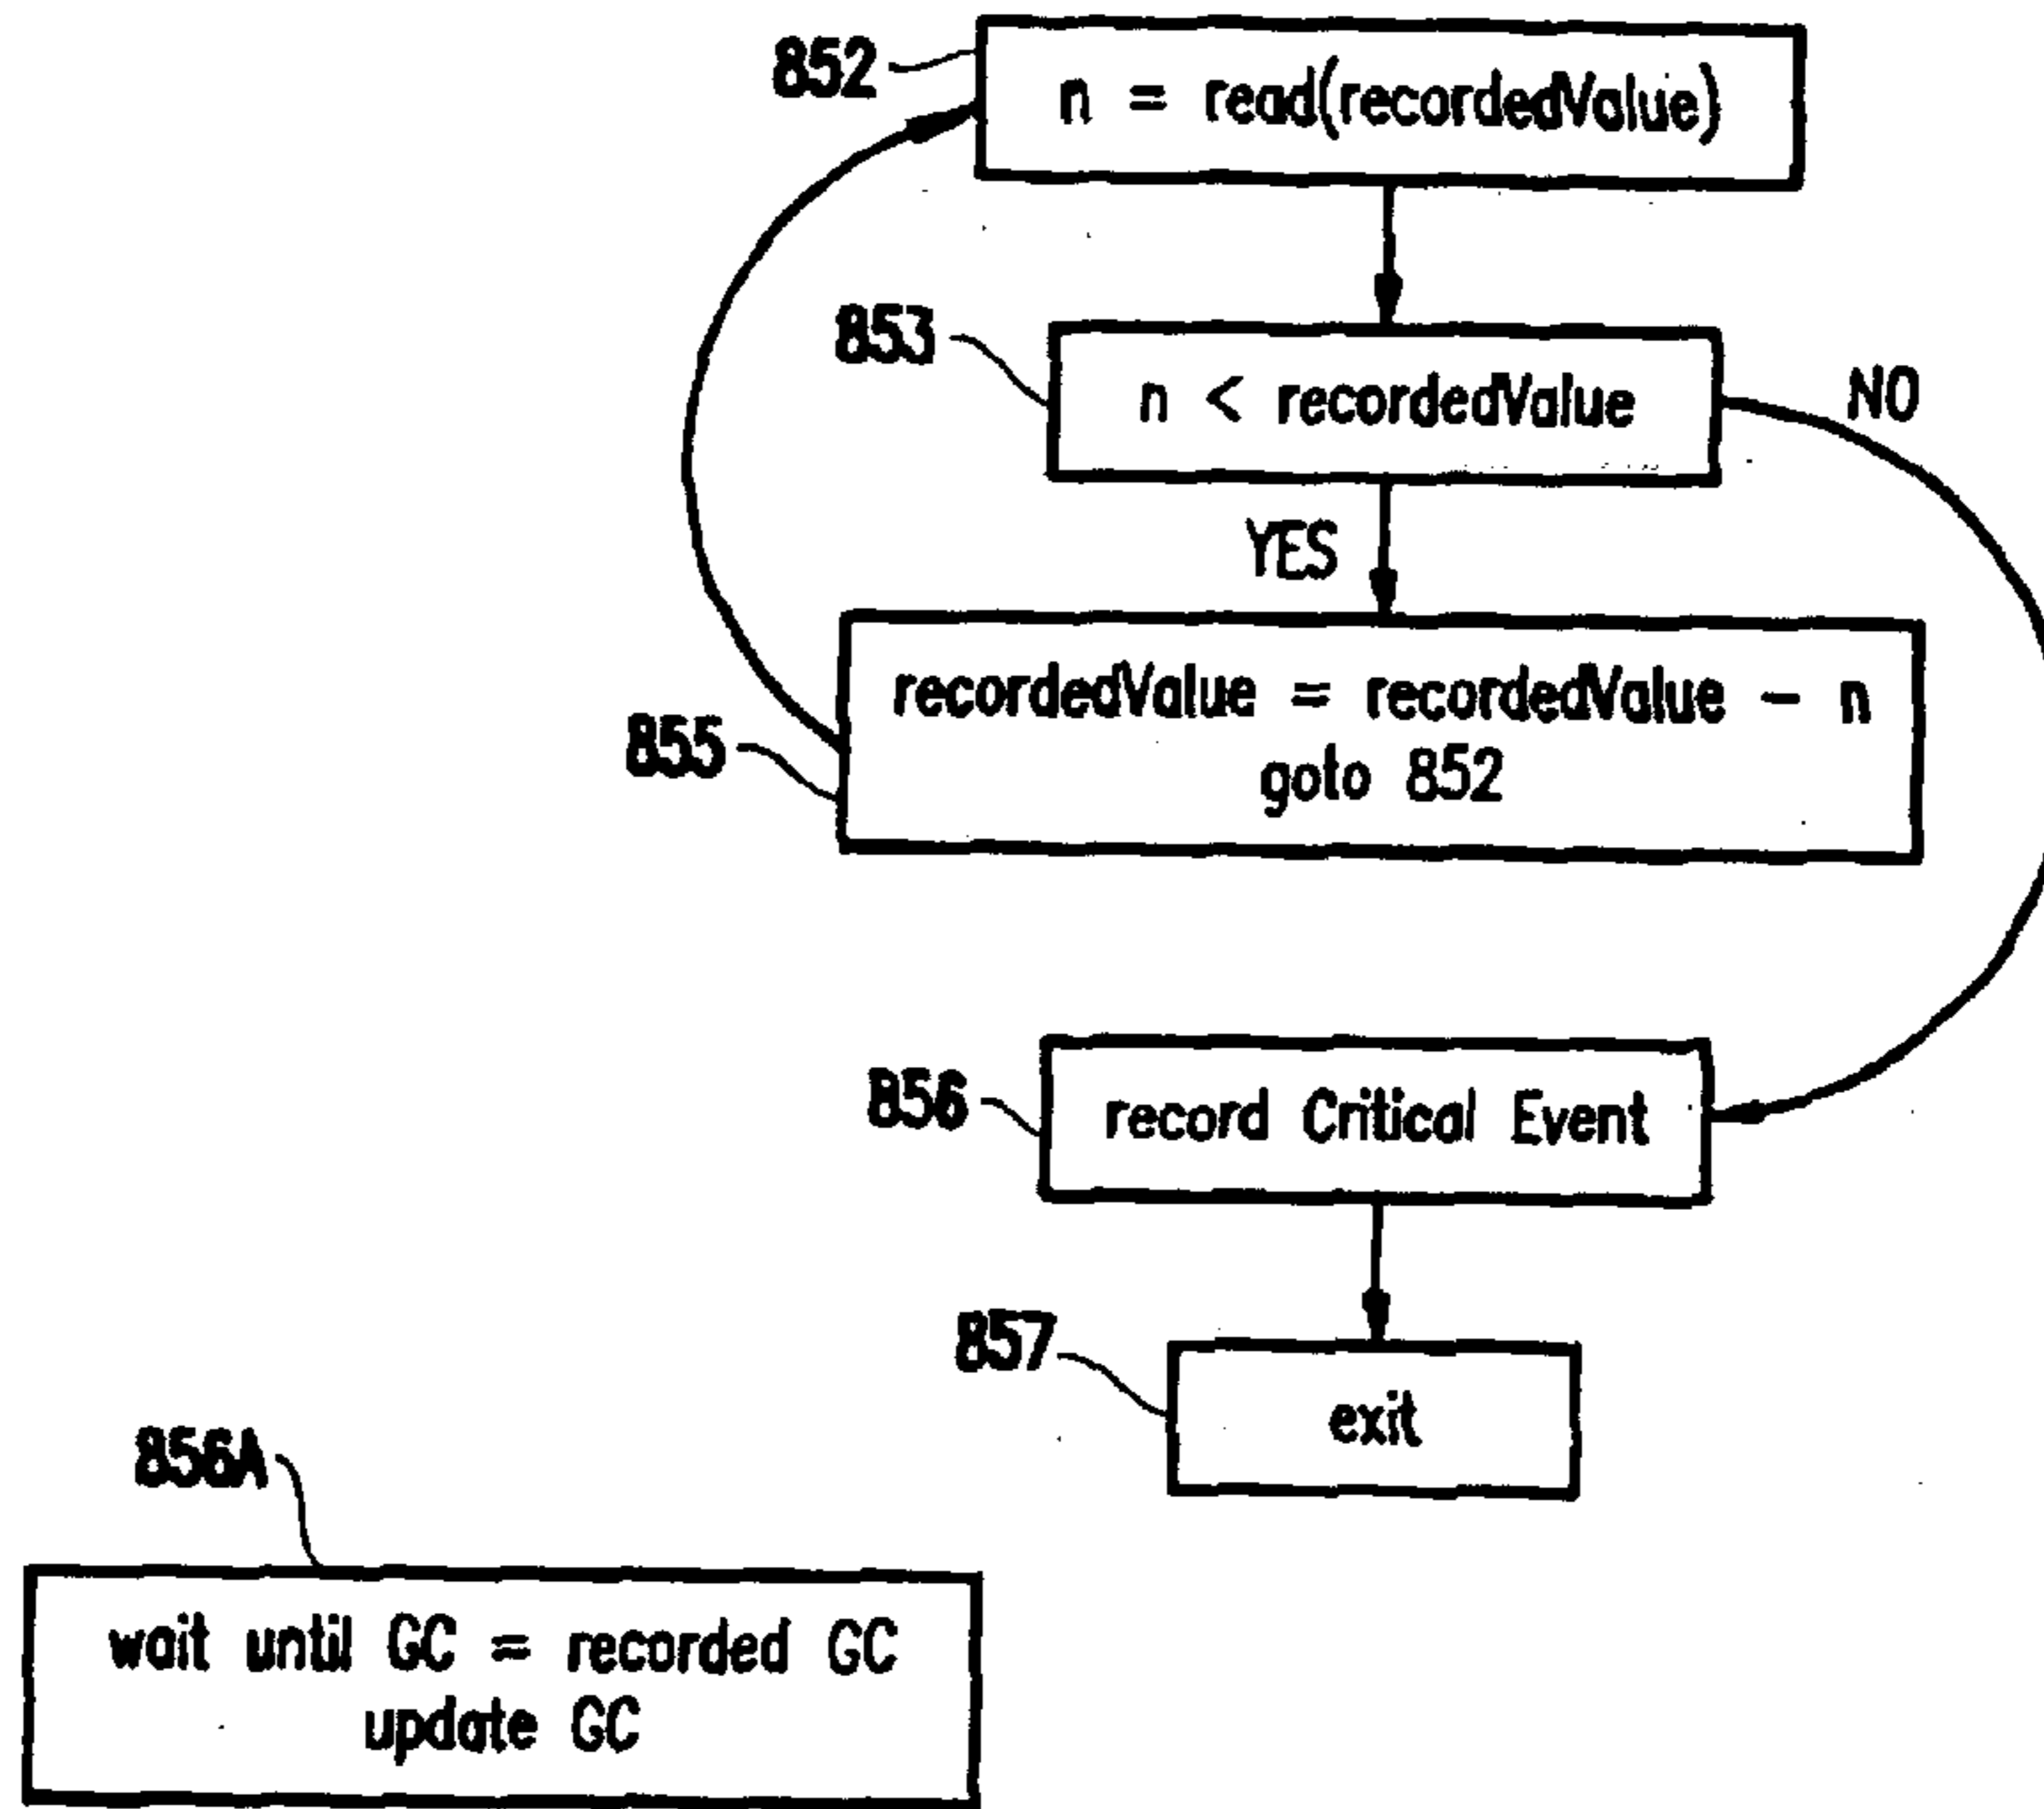 852
n = read(recordedValue)
853
n < recordedValue
NO
YES
recordedValue = recordedValue - n
855
goto 852
856
record Critical Event
857
exit
856A
wait until GC = recorded GC
update GC